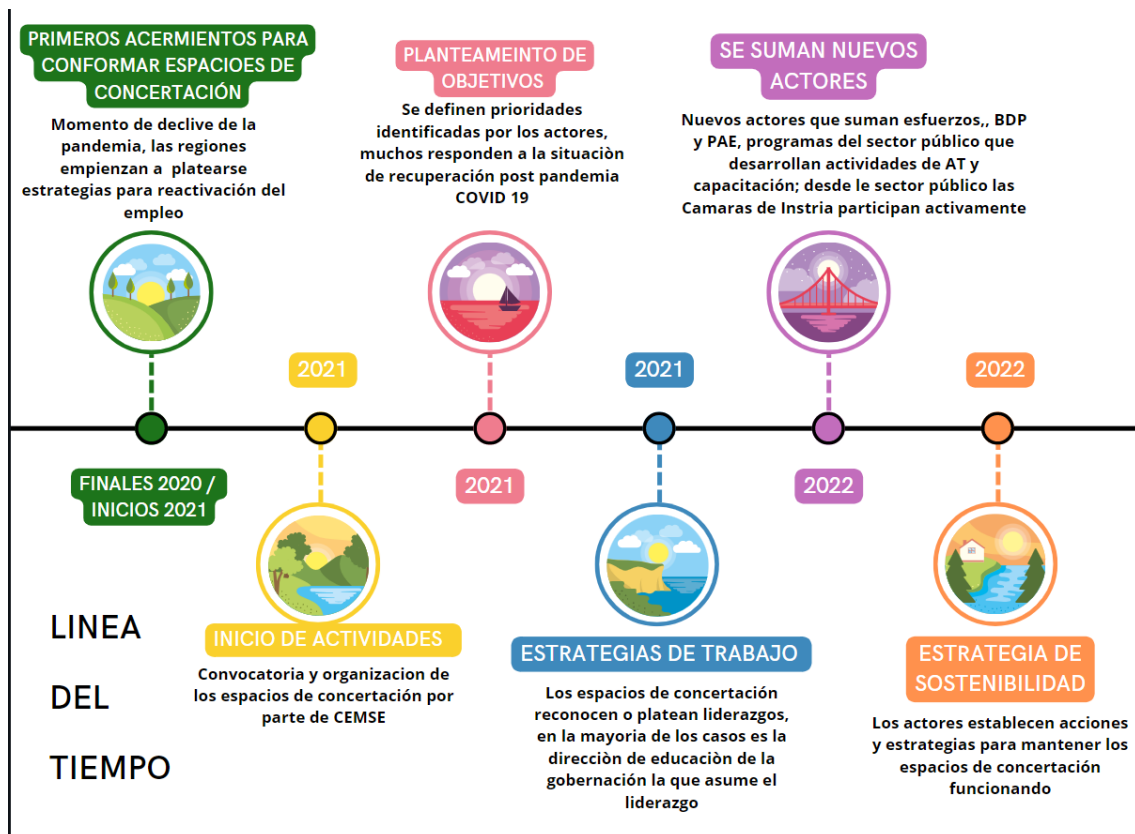 PRIMEROS ACERMIENTOS PARA
CONFORMAR ESPACIOES DE
CONCERTACIÓN
Momento de declive de la
pandemia, las regiones
empienzan a platearse
estrategias para reactivación del
empleo
FINALES 2020 /
INICIOS 2021
2021
INICIO DE ACTIVIDADES
Convocatoria y organizacion de
los espacios de concertación por
parte de CEMSE
PLANTEAMEINTO DE
OBJETIVOS
Se definen prioridades
identificadas por los actores,
muchos responden a la situaciòn
de recuperación post pandemia
COVID 19
2021
2021
ESTRATEGIAS DE TRABAJO
Los espacios de concertación
reconocen o platean liderazgos,
en la mayoria de los casos es la
direcciòn de educaciòn de la
gobernación la que asume el
liderazgo
SE SUMAN NUEVOS
ACTORES
Nuevos actores que suman esfuerzos,, BDP
y PAE, programas del sector público que
desarrollan actividades de AT y
capacitación; desde le sector público las
Camaras de Instria participan activamente
2022
2022
ESTRATEGIA DE
SOSTENIBILIDAD
Los actores establecen acciones
y estrategias para mantener los
espacios de concertación
funcionando
LINEA
DEL
TIEMPO